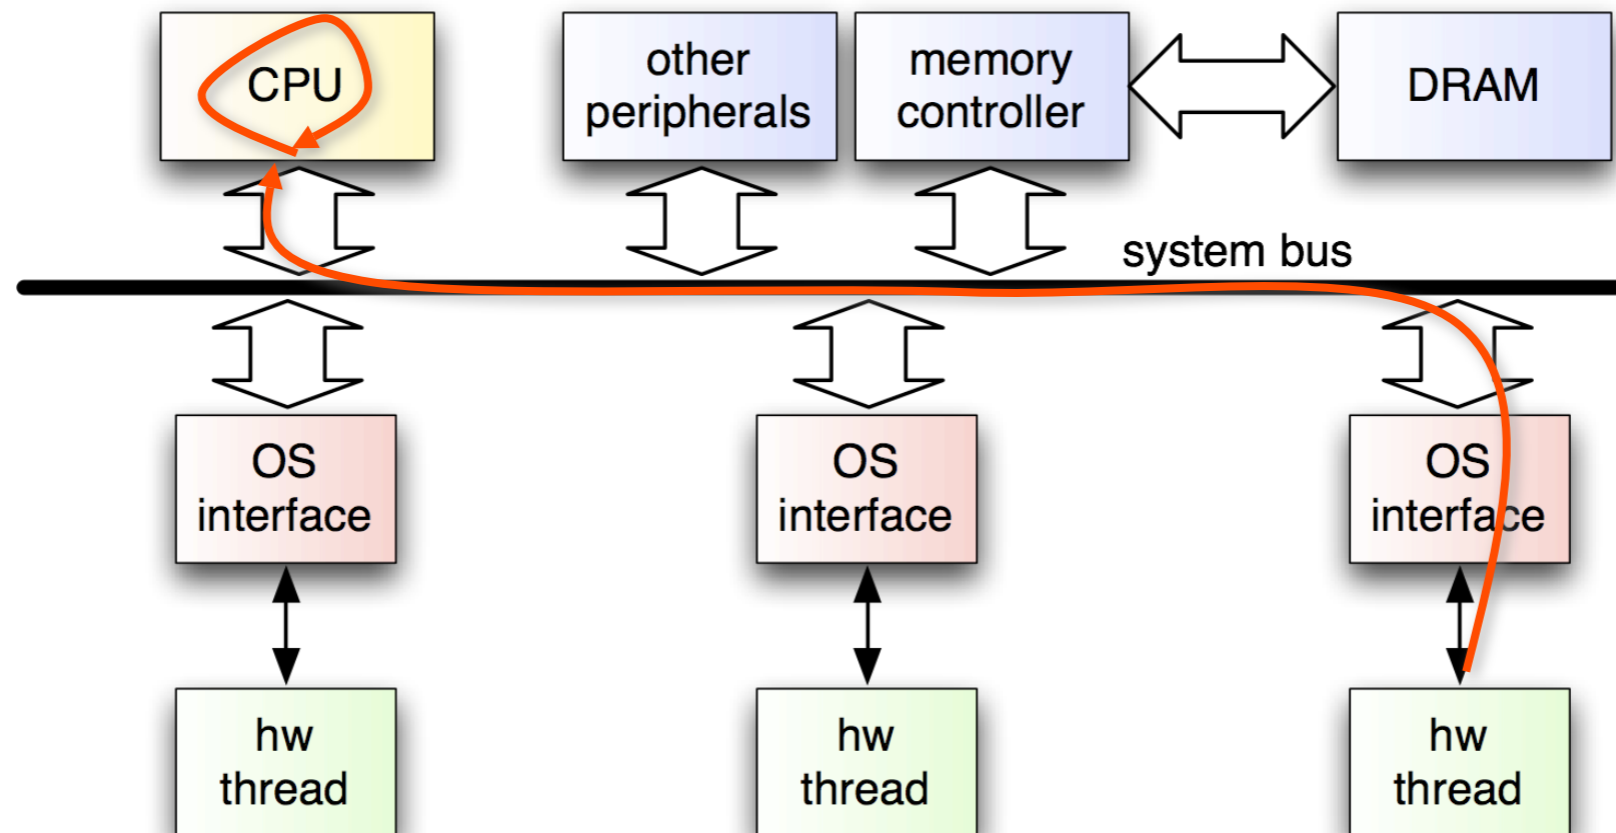 CPU
other
peripherals
memory
controller
DRAM
system bus
OS
interface
OS
interface
OS
interface
hw
thread
hw
thread
hw
thread